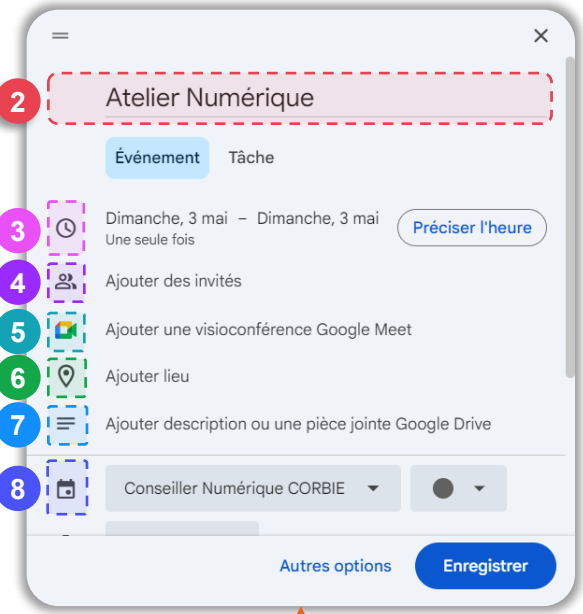 2 Atelier Numérique
Événement Tâche
3 Dimanche, 3 mai – Dimanche, 3 mai Préciser l'heure
Une seule fois
4 Ajouter des invités
5 Ajouter une visioconférence Google Meet
6 Ajouter lieu
7 Ajouter description ou une pièce jointe Google Drive
8 Conseiller Numérique CORBIE
Autres options Enregistrer